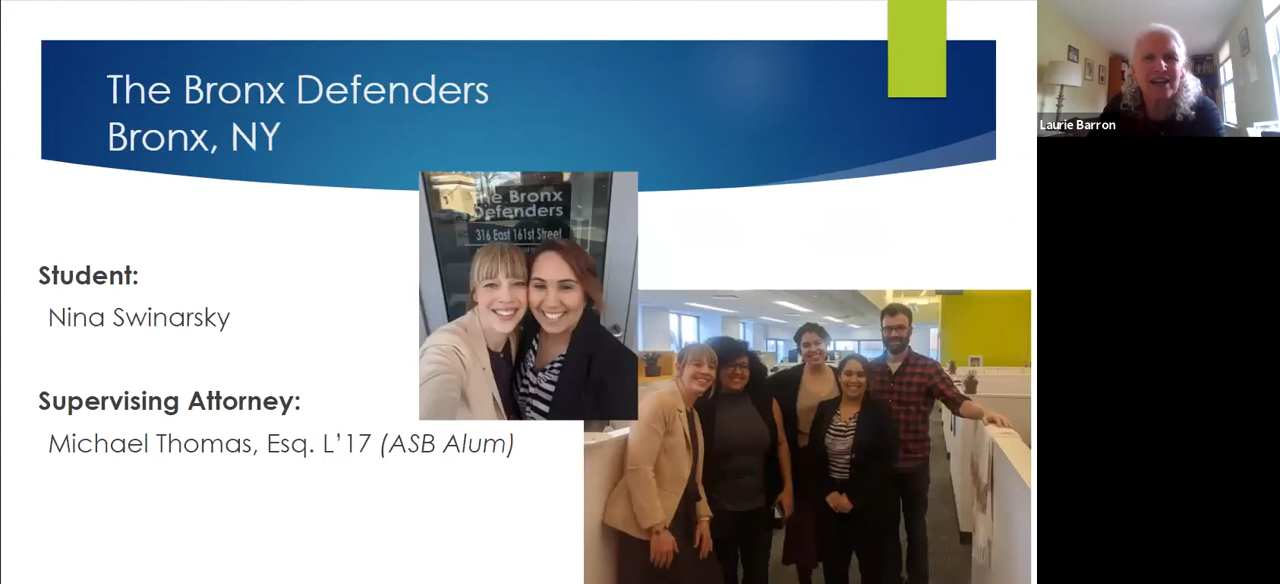 The Bronx Defenders
Bronx, NY
Laurie Barron
The Bronx
Defenders
316 East 161st Street
Student:
Nina Swinarsky
Supervising Attorney:
Michael Thomas, Esq. L’17 (ASB Alum)